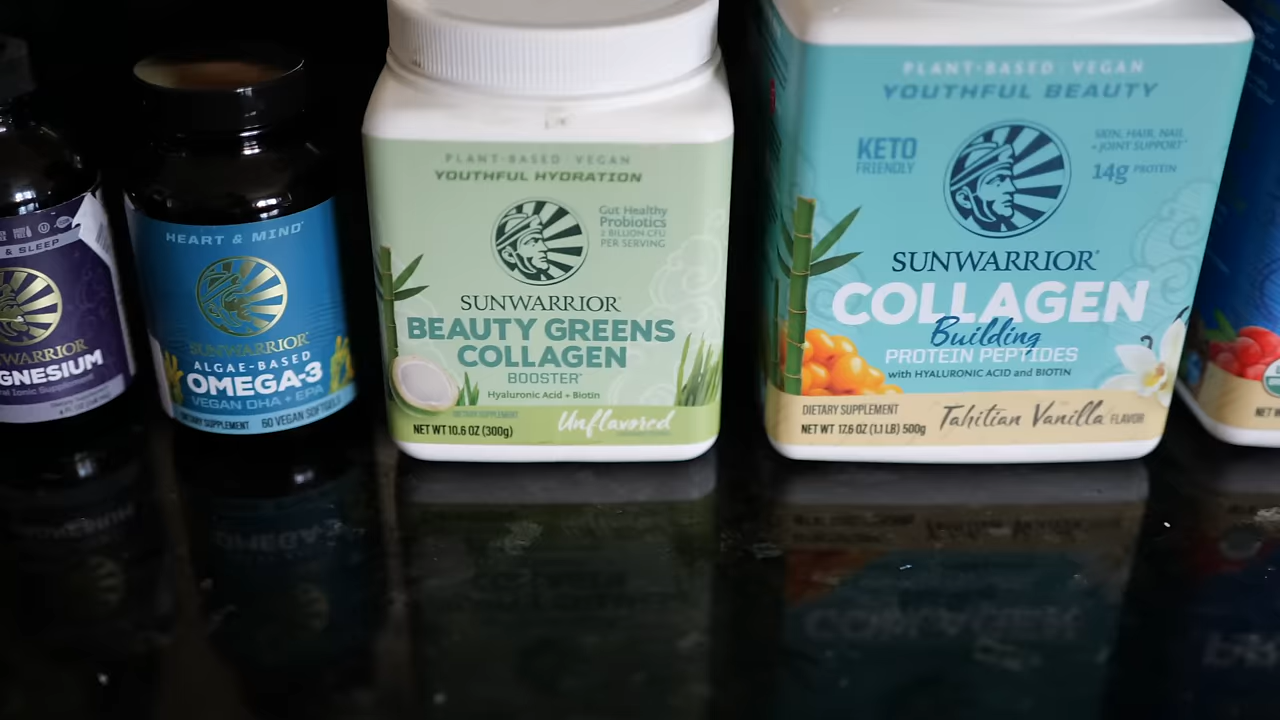 & SLEEP
WARRIOR
GNESIUM
HEART & MIND
SUNWARRIOR
ALGAE-BASED
OMEGA-3
VEGAN DHA + EPA
DIETARY SUPPLEMENT 60 VEGAN SOFTGELS
PLANT-BASED VEGAN
YOUTHFUL HYDRATION
Gut Healthy
Probiotics
2 BILLION CFU
PER SERVING
SUNWARRIOR
BEAUTY GREENS
COLLAGEN
BOOSTER
Hyaluronic Acid + Biotin
DIETARY SUPPLEMENT
NET WT 10.6 OZ (300g)
Unflavored
PLANT-BASED VEGAN
YOUTHFUL BEAUTY
KETO
FRIENDLY
SKIN, HAIR, NAIL
+ JOINT SUPPORT
14g PROTEIN
SUNWARRIOR
COLLAGEN
Building
PROTEIN PEPTIDES
with HYALURONIC ACID and BIOTIN
DIETARY SUPPLEMENT
NET WT 17.6 OZ (1.1 LB) 500g
Tahitian Vanilla FLAVOR
NET W